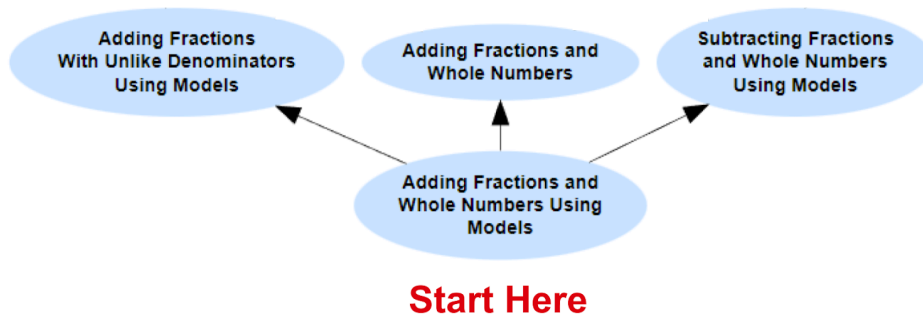 Adding Fractions
With Unlike Denominators
Using Models
Adding Fractions and
Whole Numbers
Subtracting Fractions
and Whole Numbers
Using Models
Adding Fractions and
Whole Numbers Using
Models
Start Here